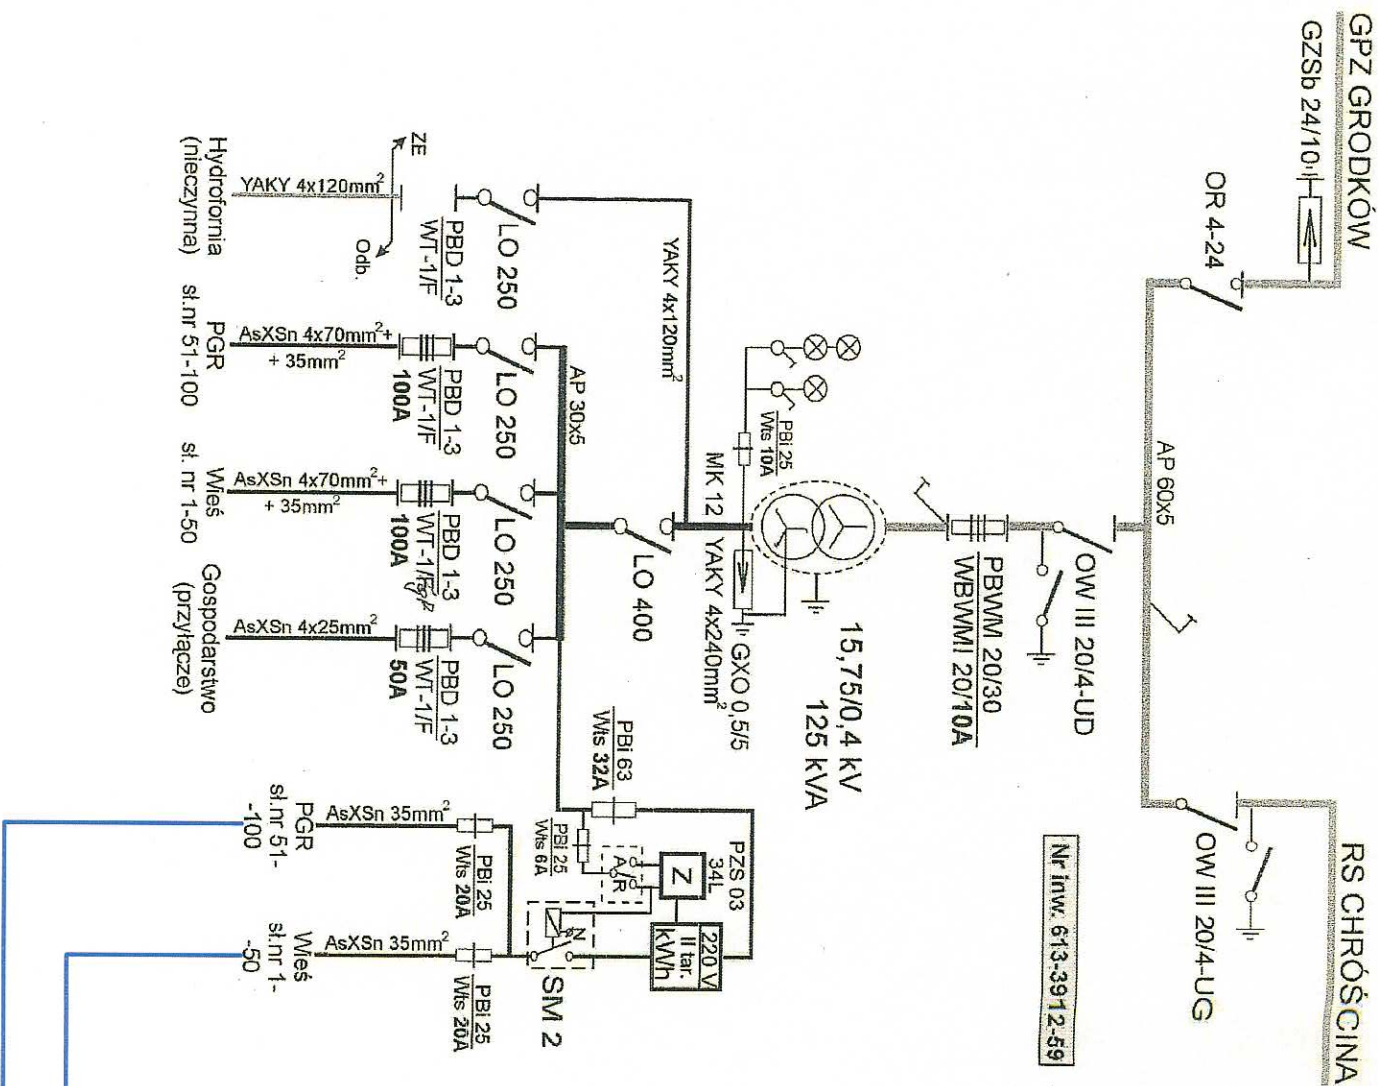 GPZ GRODKÓW
GZSb 24/10
OR 4-24
AP 60x5
RS CHRÓŚCINA
OW III 20/4-UG
OW III 20/4-UD
Nr inw. 613-3912-59
PBWM 20/30
WBWMI 20/10A
15,75/0,4 kV
125 kVA
PBi 25
Wts 10A
MK 12
YAKY 4x240mm²
GXO 0,5/5
YAKY 4x120mm²
LO 400
AP 30x5
LO 250
LO 250
LO 250
LO 250
PBD 1-3
WT-1/F
PBD 1-3
WT-1/F
100A
PBD 1-3
WT-1/F
100A
PBD 1-3
WT-1/F
50A
ZE
Odb.
YAKY 4x120mm²
Hydrofornia
(nieczynna)
AsXSn 4x70mm²+
+ 35mm²
PGR
sł.nr 51-100
AsXSn 4x70mm²+
+ 35mm²
Wieś
sł. nr 1-50
AsXSn 4x25mm²
Gospodarstwo
(przyłącze)
PBi 63
Wts 32A
PBi 25
Wts 6A
A/R
PZS 03
34L
Z
220 V
II tar.
kWh
N
SM 2
PBi 25
Wts 20A
PBi 25
Wts 20A
AsXSn 35mm²
PGR
sł.nr 51-
-100
AsXSn 35mm²
Wieś
sł.nr 1-
-50